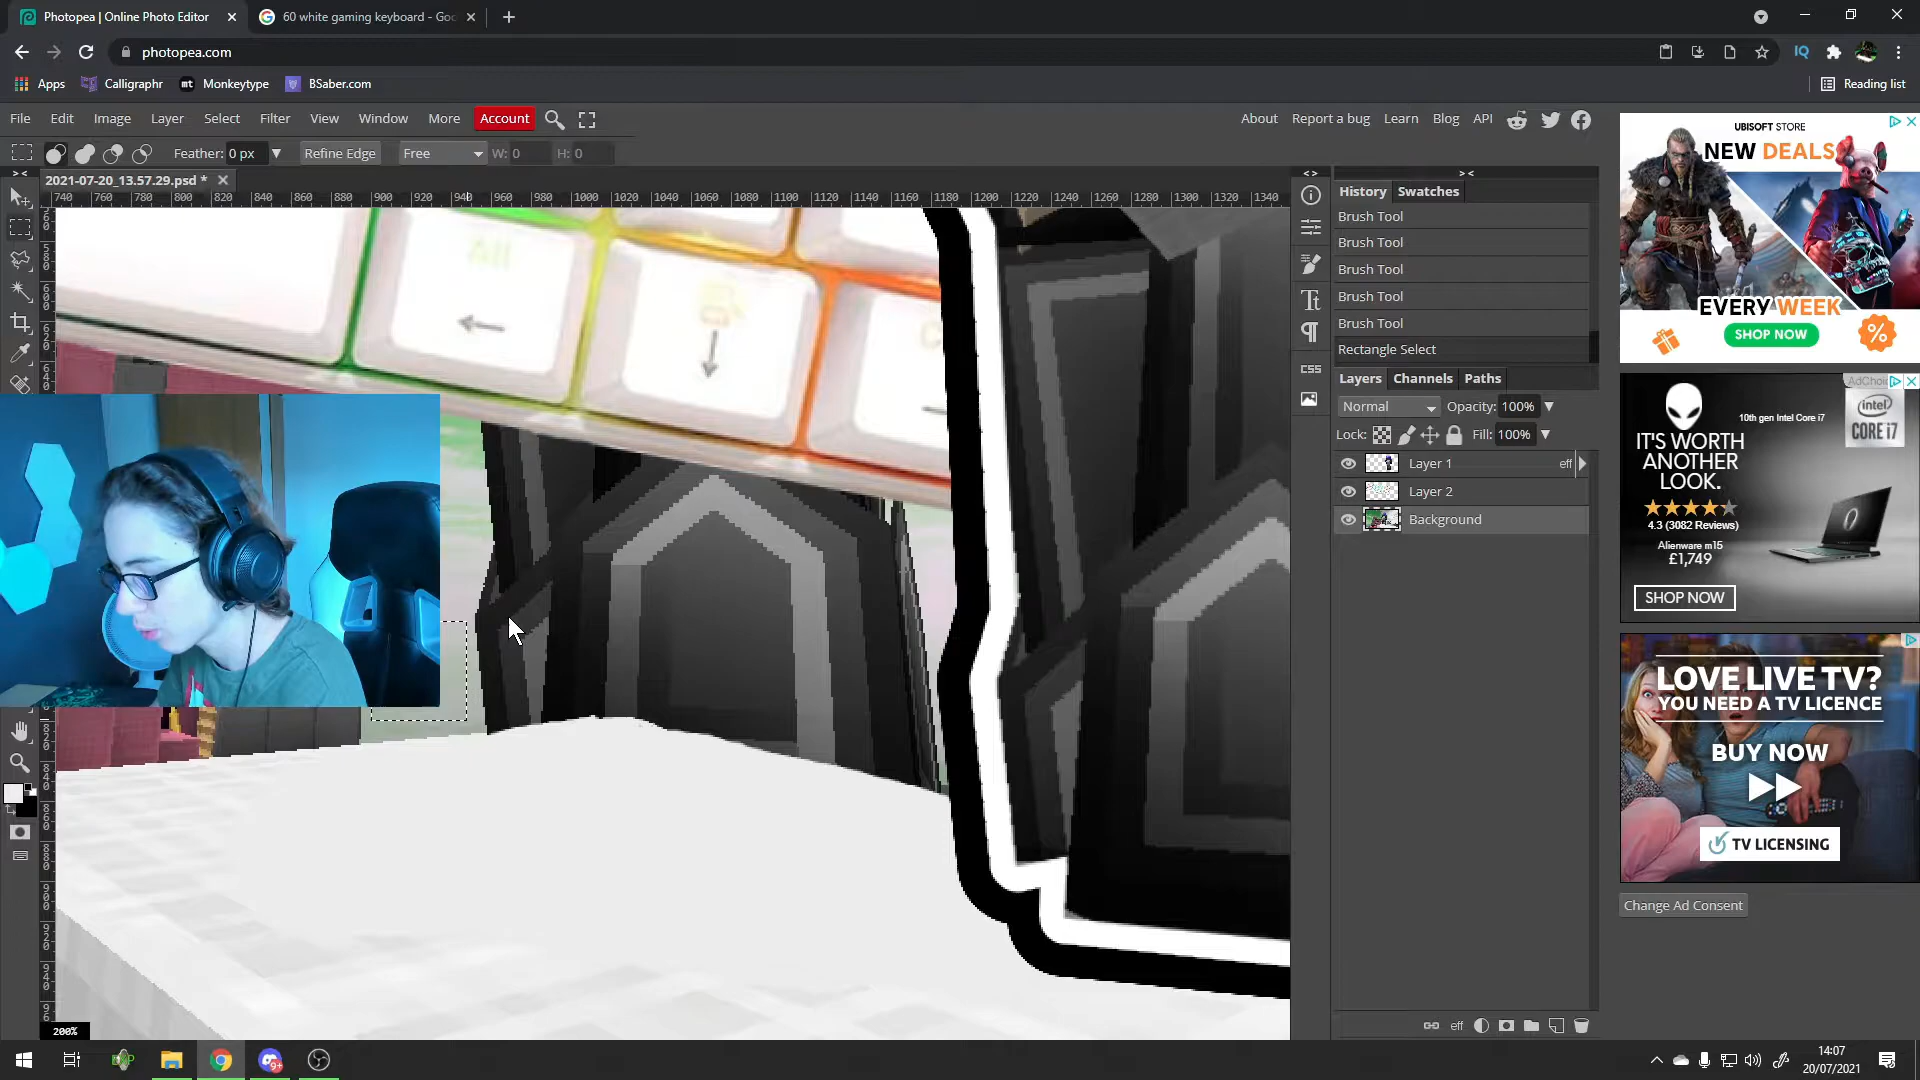 Photopea | Online Photo Editor
60 white gaming keyboard - Goo
photopea.com
Apps
Calligraphr
mt Monkeytype
BSaber.com
IQ
Reading list
File Edit Image Layer Select Filter View Window More Account
About Report a bug Learn Blog API
Feather: 0 px Refine Edge Free W: 0 H: 0
2021-07-20_13.57.29.psd *
740 760 780 800 820 840 860 880 900 920 940 960 980 1000 1020 1040 1060 1080 1100 1120 1140 1160 1180 1200 1220 1240 1260 1280 1300 1320 1340
History Swatches
Brush Tool
Brush Tool
Brush Tool
Brush Tool
Brush Tool
Rectangle Select
Layers Channels Paths
CSS
Normal Opacity: 100%
Lock: Fill: 100%
Layer 1 eff
Layer 2
Background
eff
200%
UBISOFT STORE
NEW DEALS
EVERY WEEK
SHOP NOW
10th gen Intel Core i7
intel
CORE i7
IT'S WORTH
ANOTHER
LOOK.
4.3 (3082 Reviews)
Alienware m15
£1,749
SHOP NOW
LOVE LIVE TV?
YOU NEED A TV LICENCE
BUY NOW
TV LICENSING
Change Ad Consent
9+
14:07
20/07/2021